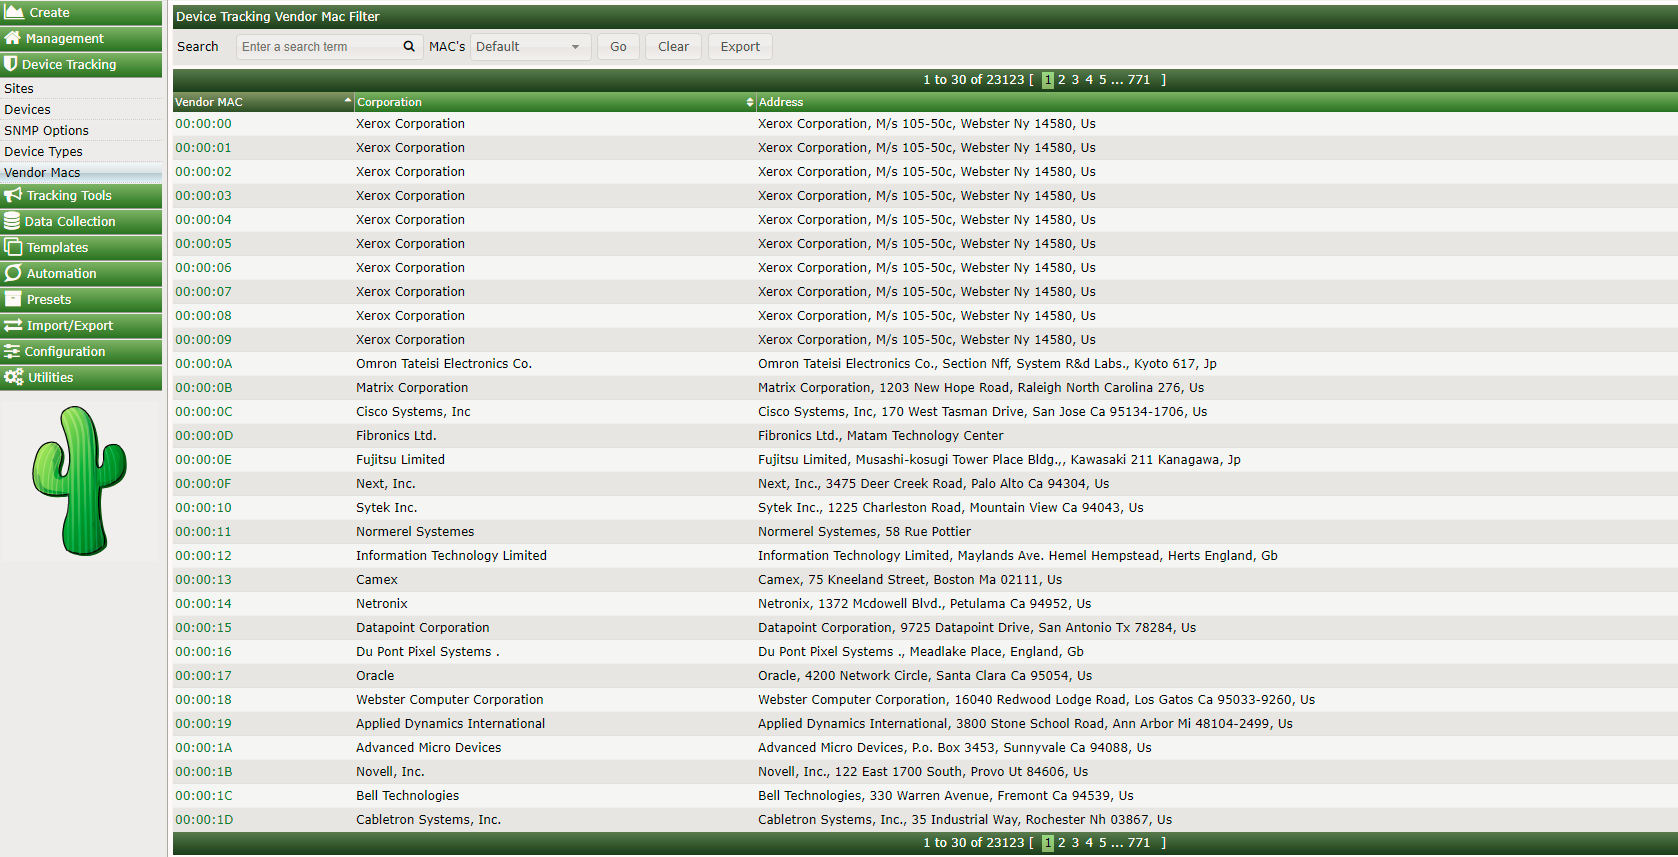 Create
Management
Device Tracking
Sites
Devices
SNMP Options
Device Types
Vendor Macs
Tracking Tools
Data Collection
Templates
Automation
Presets
Import/Export
Configuration
Utilities
Device Tracking Vendor Mac Filter
Search Enter a search term MAC's Default Go Clear Export
1 to 30 of 23123 [ 1 2 3 4 5 ... 771 ]
Vendor MAC Corporation Address
00:00:00 Xerox Corporation Xerox Corporation, M/s 105-50c, Webster Ny 14580, Us
00:00:01 Xerox Corporation Xerox Corporation, M/s 105-50c, Webster Ny 14580, Us
00:00:02 Xerox Corporation Xerox Corporation, M/s 105-50c, Webster Ny 14580, Us
00:00:03 Xerox Corporation Xerox Corporation, M/s 105-50c, Webster Ny 14580, Us
00:00:04 Xerox Corporation Xerox Corporation, M/s 105-50c, Webster Ny 14580, Us
00:00:05 Xerox Corporation Xerox Corporation, M/s 105-50c, Webster Ny 14580, Us
00:00:06 Xerox Corporation Xerox Corporation, M/s 105-50c, Webster Ny 14580, Us
00:00:07 Xerox Corporation Xerox Corporation, M/s 105-50c, Webster Ny 14580, Us
00:00:08 Xerox Corporation Xerox Corporation, M/s 105-50c, Webster Ny 14580, Us
00:00:09 Xerox Corporation Xerox Corporation, M/s 105-50c, Webster Ny 14580, Us
00:00:0A Omron Tateisi Electronics Co. Omron Tateisi Electronics Co., Section Nff, System R&d Labs., Kyoto 617, Jp
00:00:0B Matrix Corporation Matrix Corporation, 1203 New Hope Road, Raleigh North Carolina 276, Us
00:00:0C Cisco Systems, Inc Cisco Systems, Inc, 170 West Tasman Drive, San Jose Ca 95134-1706, Us
00:00:0D Fibronics Ltd. Fibronics Ltd., Matam Technology Center
00:00:0E Fujitsu Limited Fujitsu Limited, Musashi-kosugi Tower Place Bldg.,, Kawasaki 211 Kanagawa, Jp
00:00:0F Next, Inc. Next, Inc., 3475 Deer Creek Road, Palo Alto Ca 94304, Us
00:00:10 Sytek Inc. Sytek Inc., 1225 Charleston Road, Mountain View Ca 94043, Us
00:00:11 Normerel Systemes Normerel Systemes, 58 Rue Pottier
00:00:12 Information Technology Limited Information Technology Limited, Maylands Ave. Hemel Hempstead, Herts England, Gb
00:00:13 Camex Camex, 75 Kneeland Street, Boston Ma 02111, Us
00:00:14 Netronix Netronix, 1372 Mcdowell Blvd., Petulama Ca 94952, Us
00:00:15 Datapoint Corporation Datapoint Corporation, 9725 Datapoint Drive, San Antonio Tx 78284, Us
00:00:16 Du Pont Pixel Systems . Du Pont Pixel Systems ., Meadlake Place, England, Gb
00:00:17 Oracle Oracle, 4200 Network Circle, Santa Clara Ca 95054, Us
00:00:18 Webster Computer Corporation Webster Computer Corporation, 16040 Redwood Lodge Road, Los Gatos Ca 95033-9260, Us
00:00:19 Applied Dynamics International Applied Dynamics International, 3800 Stone School Road, Ann Arbor Mi 48104-2499, Us
00:00:1A Advanced Micro Devices Advanced Micro Devices, P.o. Box 3453, Sunnyvale Ca 94088, Us
00:00:1B Novell, Inc. Novell, Inc., 122 East 1700 South, Provo Ut 84606, Us
00:00:1C Bell Technologies Bell Technologies, 330 Warren Avenue, Fremont Ca 94539, Us
00:00:1D Cabletron Systems, Inc. Cabletron Systems, Inc., 35 Industrial Way, Rochester Nh 03867, Us
1 to 30 of 23123 [ 1 2 3 4 5 ... 771 ]